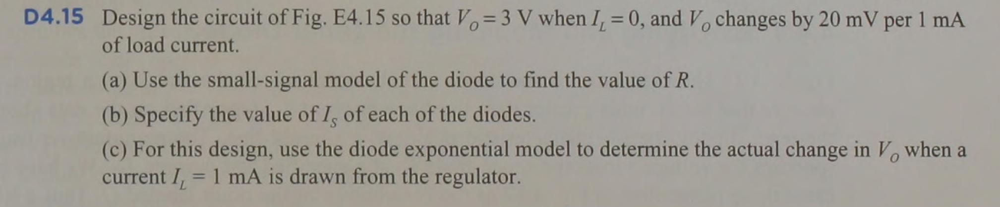 D4.15 Design the circuit of Fig. E4.15 so that V_O = 3 V when I_L = 0, and V_O changes by 20 mV per 1 mA
of load current.
(a) Use the small-signal model of the diode to find the value of R.
(b) Specify the value of I_S of each of the diodes.
(c) For this design, use the diode exponential model to determine the actual change in V_O when a
current I_L = 1 mA is drawn from the regulator.